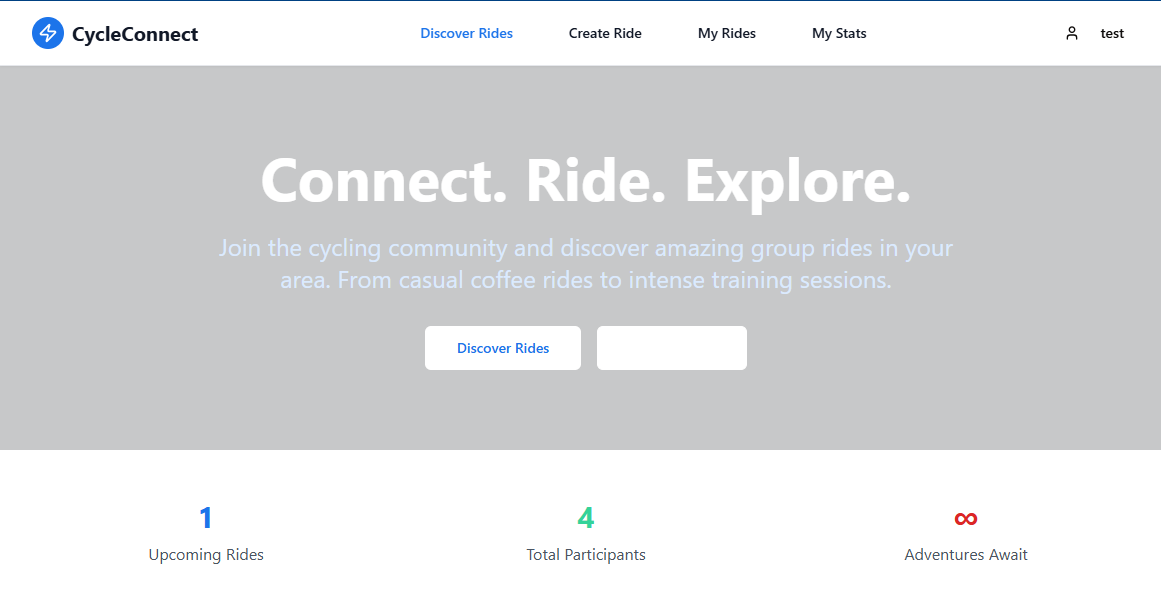 CycleConnect
Discover Rides
Create Ride
My Rides
My Stats
test
Connect. Ride. Explore.
Join the cycling community and discover amazing group rides in your
area. From casual coffee rides to intense training sessions.
Discover Rides
1
4
∞
Upcoming Rides
Total Participants
Adventures Await